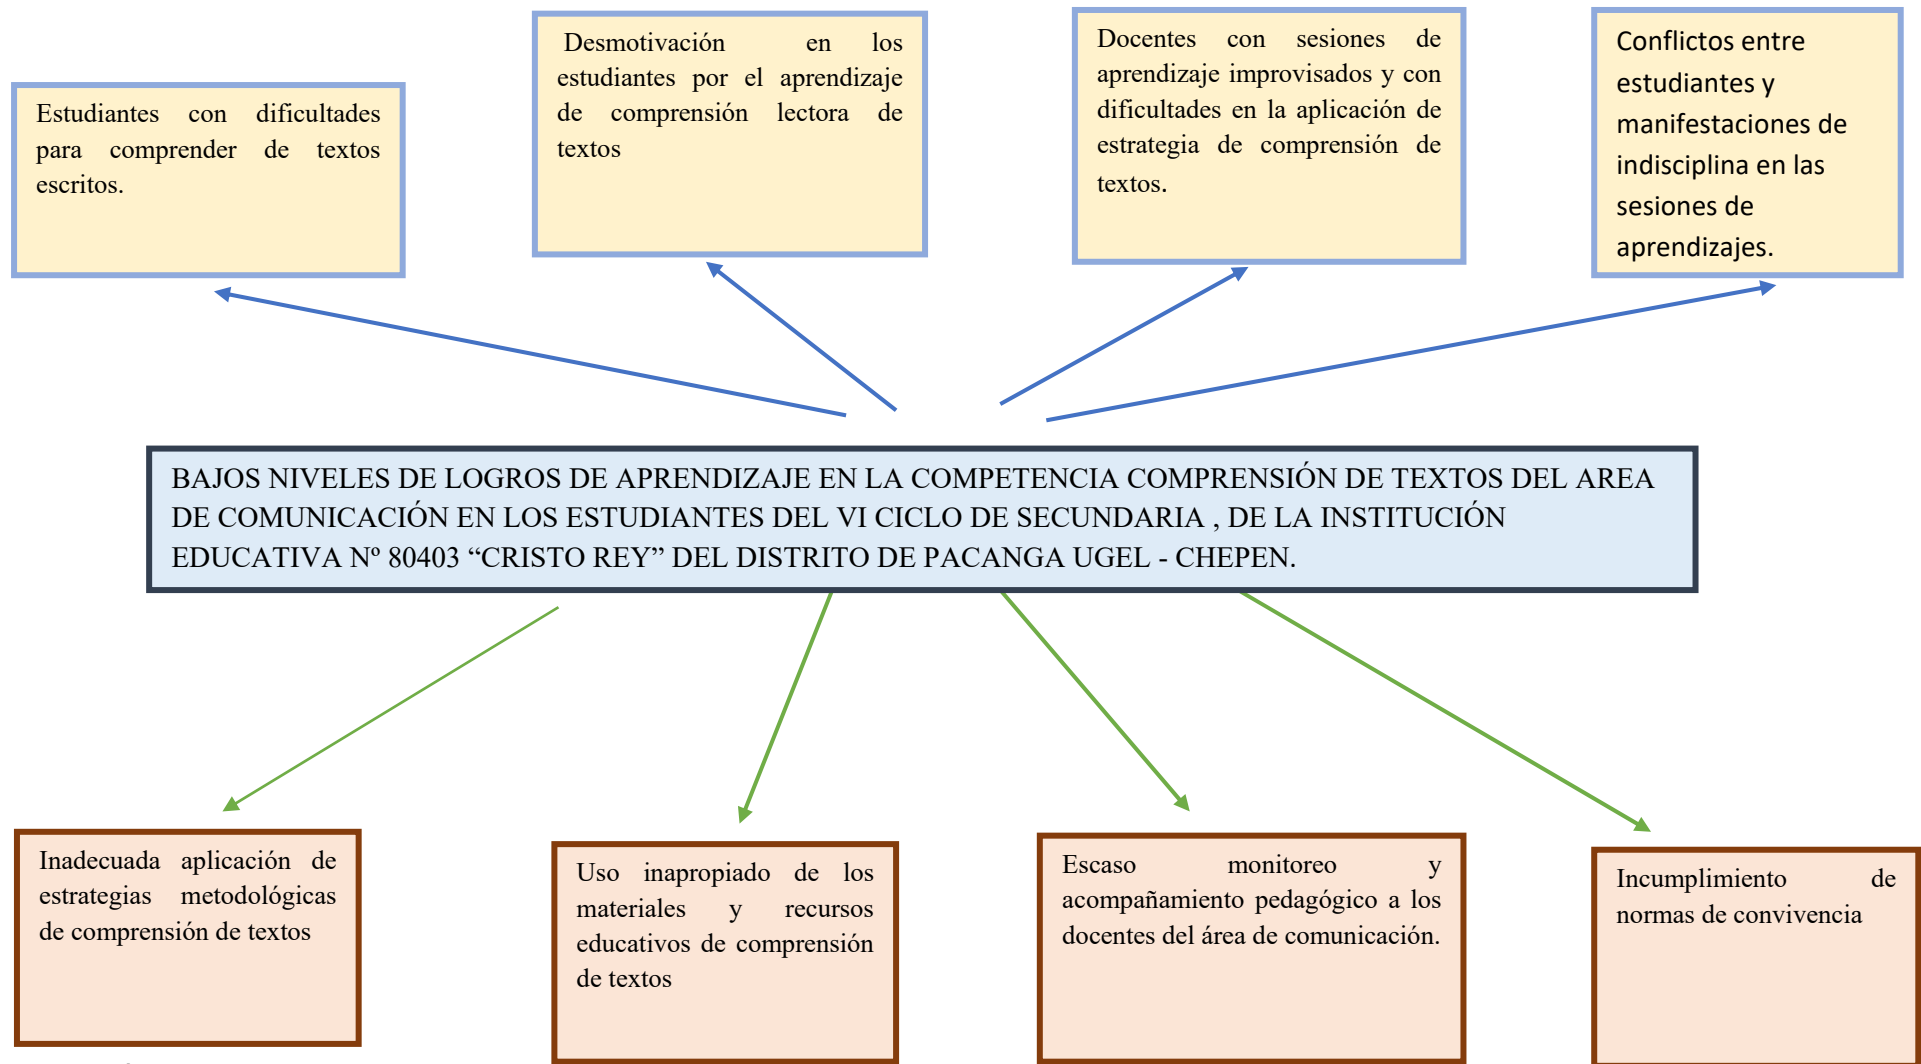 Estudiantes con dificultades
para comprender de textos
escritos.
Desmotivación en los
estudiantes por el aprendizaje
de comprensión lectora de
textos
Docentes con sesiones de
aprendizaje improvisados y con
dificultades en la aplicación de
estrategia de comprensión de
textos.
Conflictos entre
estudiantes y
manifestaciones de
indisciplina en las
sesiones de
aprendizajes.
BAJOS NIVELES DE LOGROS DE APRENDIZAJE EN LA COMPETENCIA COMPRENSIÓN DE TEXTOS DEL AREA
DE COMUNICACIÓN EN LOS ESTUDIANTES DEL VI CICLO DE SECUNDARIA , DE LA INSTITUCIÓN
EDUCATIVA Nº 80403 “CRISTO REY” DEL DISTRITO DE PACANGA UGEL - CHEPEN.
Inadecuada aplicación de
estrategias metodológicas
de comprensión de textos
Uso inapropiado de los
materiales y recursos
educativos de comprensión
de textos
Escaso monitoreo y
acompañamiento pedagógico a los
docentes del área de comunicación.
Incumplimiento de
normas de convivencia